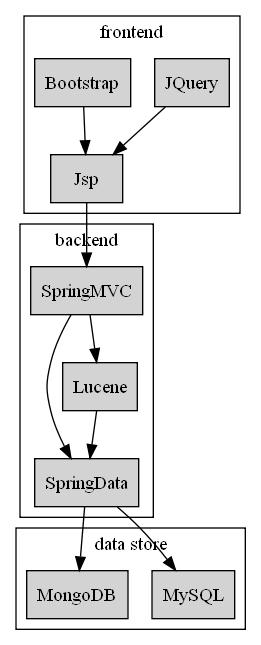 frontend
Bootstrap
JQuery
Jsp
backend
SpringMVC
Lucene
SpringData
data store
MongoDB
MySQL